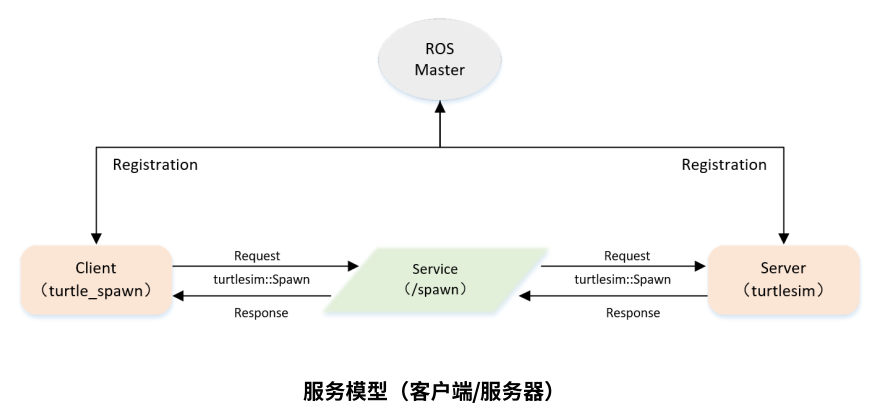 ROS
Master
Registration
Registration
Client
（turtle_spawn）
Request
turtlesim::Spawn
Response
Service
（/spawn）
Request
turtlesim::Spawn
Response
Server
（turtlesim）
服务模型（客户端/服务器）